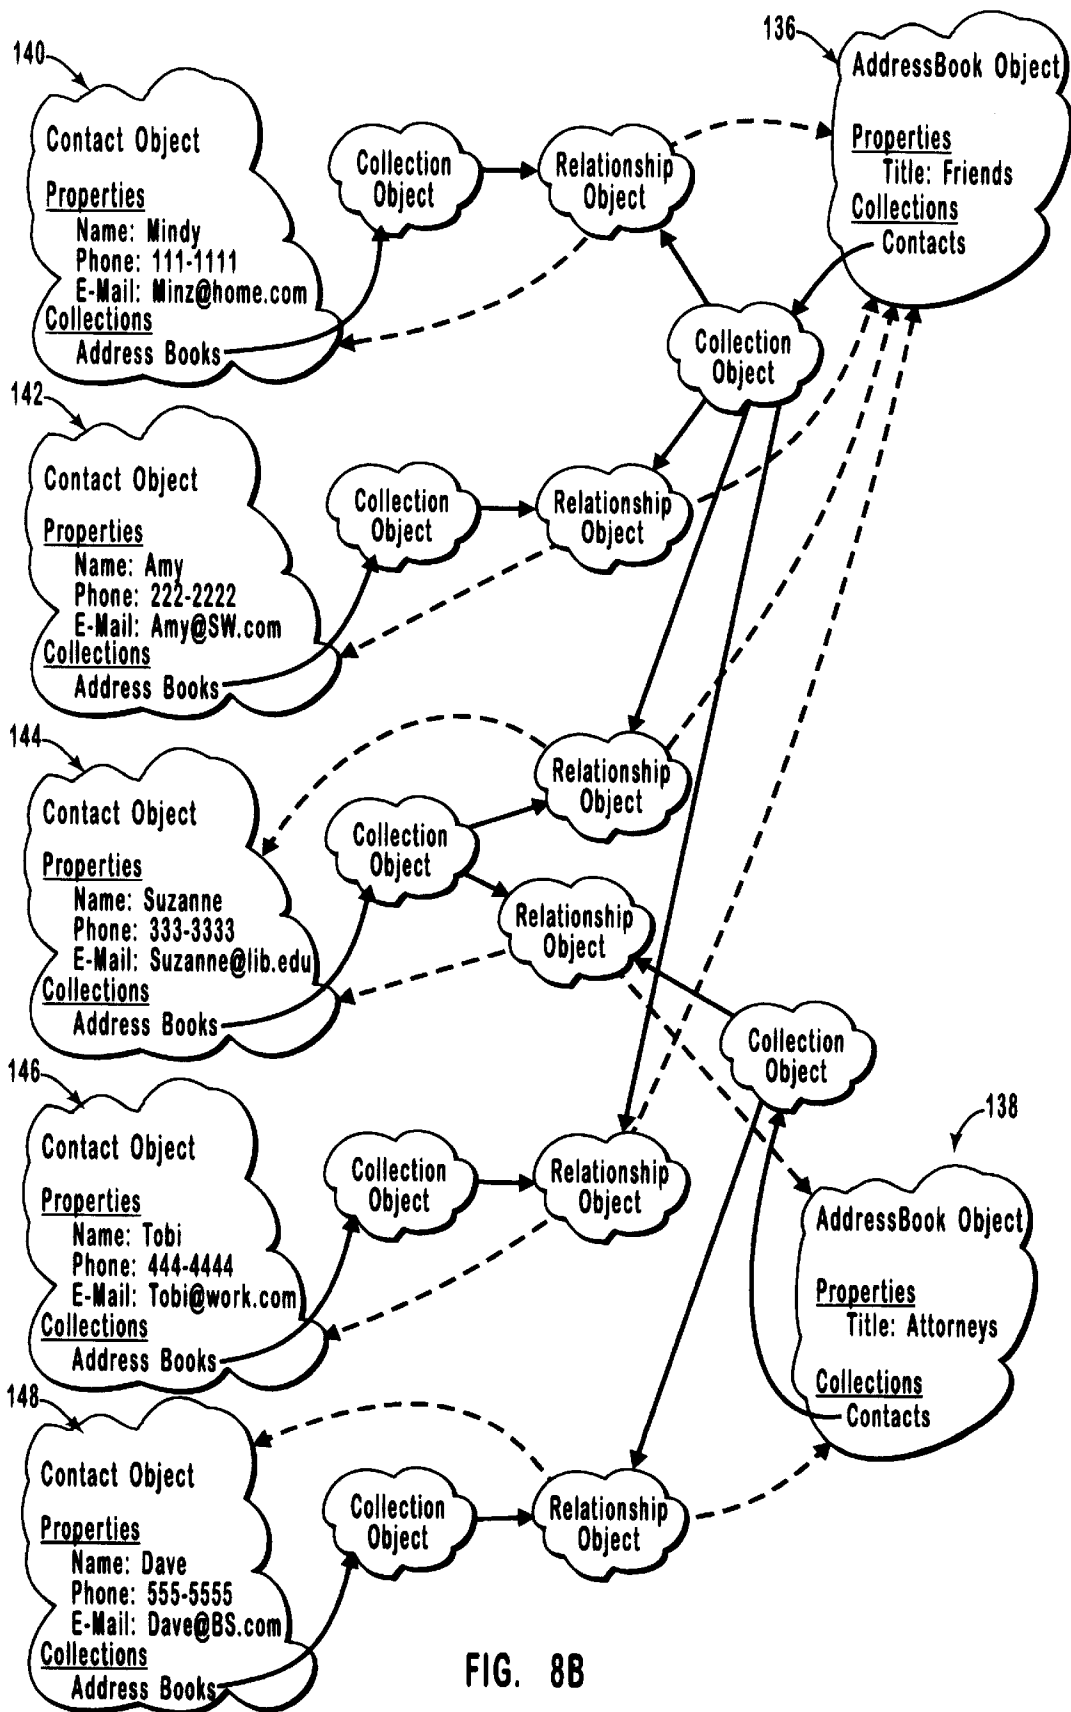 140
Contact Object
Properties
Name: Mindy
Phone: 111-1111
E-Mail: Minz@home.com
Collections
Address Books
Collection
Object
Relationship
Object
136
AddressBook Object
Properties
Title: Friends
Collections
Contacts
Collection
Object
142
Contact Object
Properties
Name: Amy
Phone: 222-2222
E-Mail: Amy@SW.com
Collections
Address Books
Collection
Object
Relationship
Object
144
Contact Object
Properties
Name: Suzanne
Phone: 333-3333
E-Mail: Suzanne@lib.edu
Collections
Address Books
Collection
Object
Relationship
Object
Relationship
Object
Collection
Object
146
Contact Object
Properties
Name: Tobi
Phone: 444-4444
E-Mail: Tobi@work.com
Collections
Address Books
Collection
Object
Relationship
Object
138
AddressBook Object
Properties
Title: Attorneys
Collections
Contacts
148
Contact Object
Properties
Name: Dave
Phone: 555-5555
E-Mail: Dave@BS.com
Collections
Address Books
Collection
Object
Relationship
Object
FIG. 8B